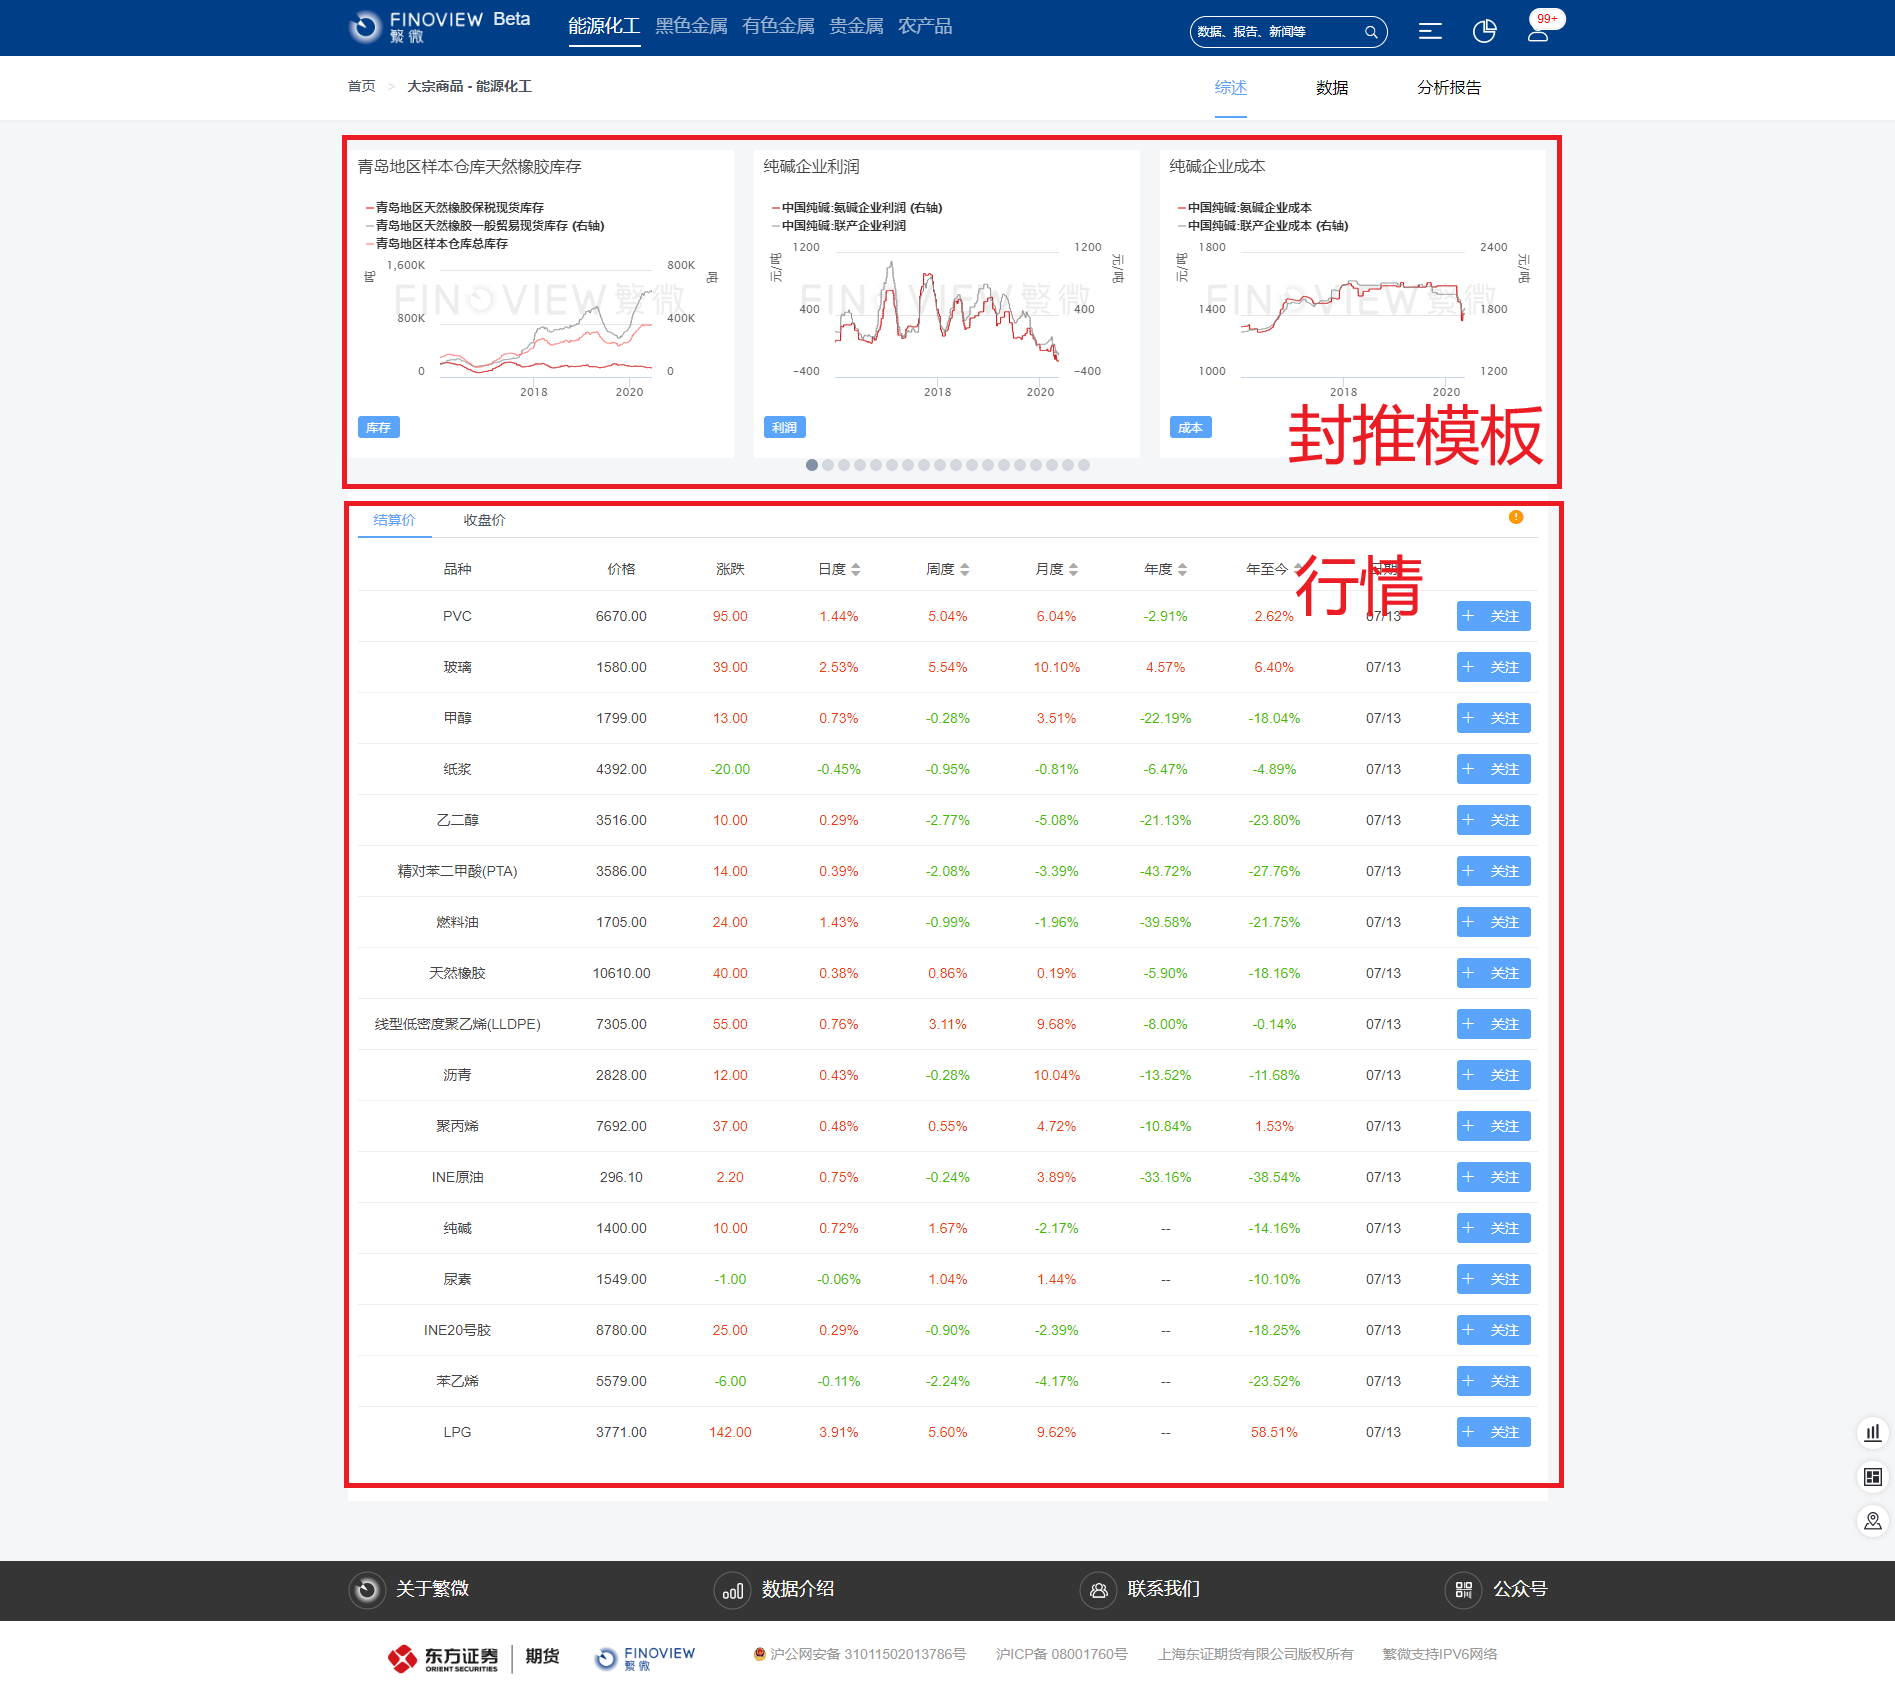 FINOVIEW 繁微 Beta 能源化工 黑色金属 有色金属 贵金属 农产品 数据、报告、新闻等 99+
首页 > 大宗商品 - 能源化工 综述 数据 分析报告
青岛地区样本仓库天然橡胶库存
青岛地区天然橡胶保税现货库存
青岛地区天然橡胶一般贸易现货库存 (右轴)
青岛地区样本仓库总库存
吨 1,600K 800K 吨
FINOVIEW 繁微
800K 400K
0 0
2018 2020
库存
纯碱企业利润
中国纯碱:氨碱企业利润 (右轴)
中国纯碱:联产企业利润
元/吨 1200 1200 元/吨
FINOVIEW 繁微
400 400
-400 -400
2018 2020
利润
纯碱企业成本
中国纯碱:氨碱企业成本
中国纯碱:联产企业成本 (右轴)
元/吨 1800 2400 元/吨
FINOVIEW 繁微
1400 1800
1000 1200
2018 2020
成本
封推模板
结算价 收盘价
行情
品种 价格 涨跌 日度 周度 月度 年度 年至今 日期
PVC 6670.00 95.00 1.44% 5.04% 6.04% -2.91% 2.62% 07/13 + 关注
玻璃 1580.00 39.00 2.53% 5.54% 10.10% 4.57% 6.40% 07/13 + 关注
甲醇 1799.00 13.00 0.73% -0.28% 3.51% -22.19% -18.04% 07/13 + 关注
纸浆 4392.00 -20.00 -0.45% -0.95% -0.81% -6.47% -4.89% 07/13 + 关注
乙二醇 3516.00 10.00 0.29% -2.77% -5.08% -21.13% -23.80% 07/13 + 关注
精对苯二甲酸(PTA) 3586.00 14.00 0.39% -2.08% -3.39% -43.72% -27.76% 07/13 + 关注
燃料油 1705.00 24.00 1.43% -0.99% -1.96% -39.58% -21.75% 07/13 + 关注
天然橡胶 10610.00 40.00 0.38% 0.86% 0.19% -5.90% -18.16% 07/13 + 关注
线型低密度聚乙烯(LLDPE) 7305.00 55.00 0.76% 3.11% 9.68% -8.00% -0.14% 07/13 + 关注
沥青 2828.00 12.00 0.43% -0.28% 10.04% -13.52% -11.68% 07/13 + 关注
聚丙烯 7692.00 37.00 0.48% 0.55% 4.72% -10.84% 1.53% 07/13 + 关注
INE原油 296.10 2.20 0.75% -0.24% 3.89% -33.16% -38.54% 07/13 + 关注
纯碱 1400.00 10.00 0.72% 1.67% -2.17% -- -14.16% 07/13 + 关注
尿素 1549.00 -1.00 -0.06% 1.04% 1.44% -- -10.10% 07/13 + 关注
INE20号胶 8780.00 25.00 0.29% -0.90% -2.39% -- -18.25% 07/13 + 关注
苯乙烯 5579.00 -6.00 -0.11% -2.24% -4.17% -- -23.52% 07/13 + 关注
LPG 3771.00 142.00 3.91% 5.60% 9.62% -- 58.51% 07/13 + 关注
关于繁微 数据介绍 联系我们 公众号
东方证券 ORIENT SECURITIES 期货 FINOVIEW 繁微 沪公网安备 31011502013786号 沪ICP备 08001760号 上海东证期货有限公司版权所有 繁微支持IPV6网络